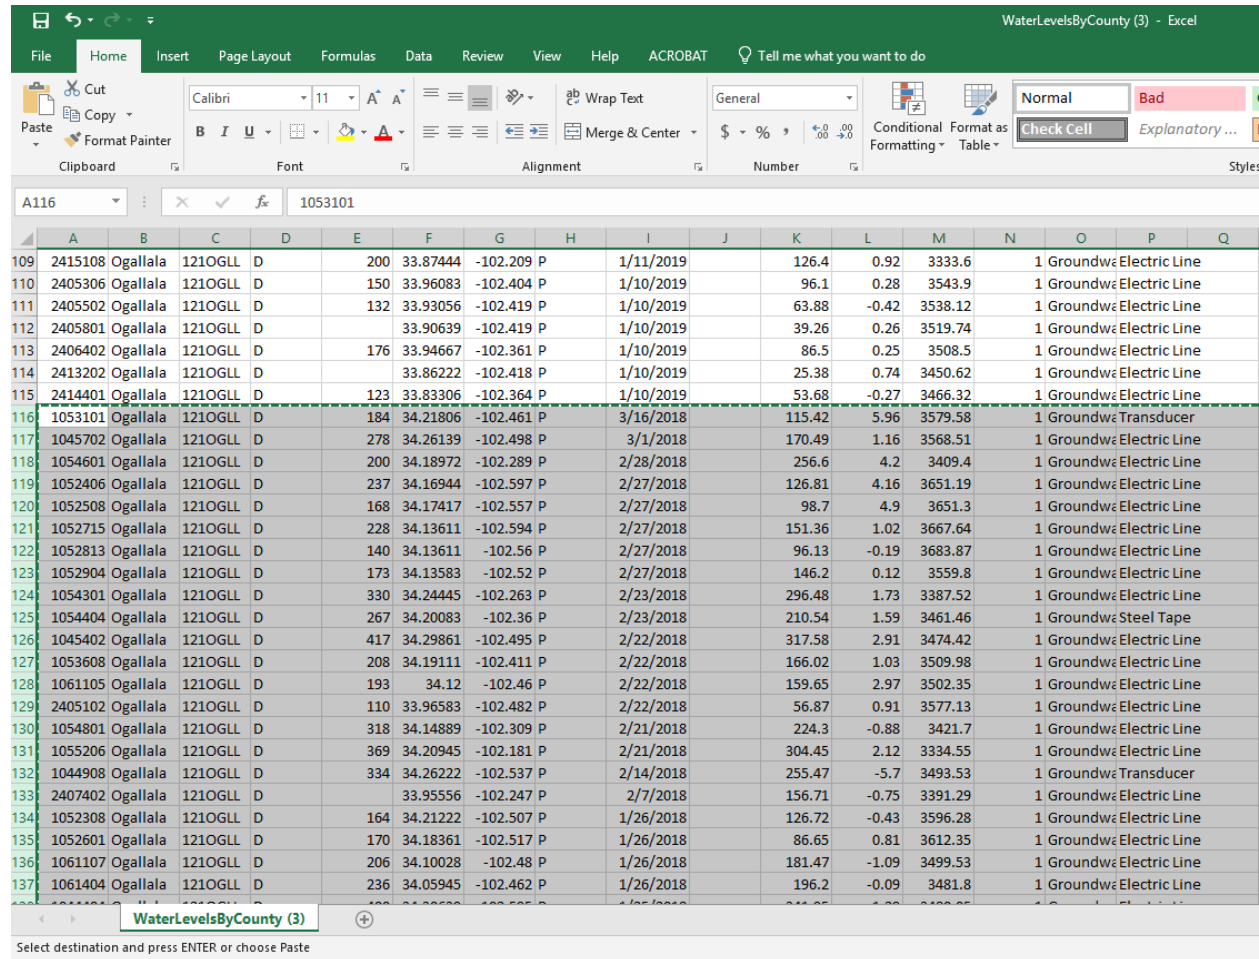 WaterLevelsByCounty (3) - Excel
File Home Insert Page Layout Formulas Data Review View Help ACROBAT Tell me what you want to do
Cut
Copy
Format Painter
Paste
Clipboard
Calibri 11
B I U
Font
Wrap Text
Merge & Center
Alignment
General
$ % ,
Number
Conditional Formatting
Format as Table
Normal Bad
Check Cell Explanatory ...
Styles
A116 fx 1053101
A B C D E F G H I J K L M N O P Q
109 2415108 Ogallala 121OGLL D 200 33.87444 -102.209 P 1/11/2019 126.4 0.92 3333.6 1 Groundwa Electric Line
110 2405306 Ogallala 121OGLL D 150 33.96083 -102.404 P 1/10/2019 96.1 0.28 3543.9 1 Groundwa Electric Line
111 2405502 Ogallala 121OGLL D 132 33.93056 -102.419 P 1/10/2019 63.88 -0.42 3538.12 1 Groundwa Electric Line
112 2405801 Ogallala 121OGLL D 33.90639 -102.419 P 1/10/2019 39.26 0.26 3519.74 1 Groundwa Electric Line
113 2406402 Ogallala 121OGLL D 176 33.94667 -102.361 P 1/10/2019 86.5 0.25 3508.5 1 Groundwa Electric Line
114 2413202 Ogallala 121OGLL D 33.86222 -102.418 P 1/10/2019 25.38 0.74 3450.62 1 Groundwa Electric Line
115 2414401 Ogallala 121OGLL D 123 33.83306 -102.364 P 1/10/2019 53.68 -0.27 3466.32 1 Groundwa Electric Line
116 1053101 Ogallala 121OGLL D 184 34.21806 -102.461 P 3/16/2018 115.42 5.96 3579.58 1 Groundwa Transducer
117 1045702 Ogallala 121OGLL D 278 34.26139 -102.498 P 3/1/2018 170.49 1.16 3568.51 1 Groundwa Electric Line
118 1054601 Ogallala 121OGLL D 200 34.18972 -102.289 P 2/28/2018 256.6 4.2 3409.4 1 Groundwa Electric Line
119 1052406 Ogallala 121OGLL D 237 34.16944 -102.597 P 2/27/2018 126.81 4.16 3651.19 1 Groundwa Electric Line
120 1052508 Ogallala 121OGLL D 168 34.17417 -102.557 P 2/27/2018 98.7 4.9 3651.3 1 Groundwa Electric Line
121 1052715 Ogallala 121OGLL D 228 34.13611 -102.594 P 2/27/2018 151.36 1.02 3667.64 1 Groundwa Electric Line
122 1052813 Ogallala 121OGLL D 140 34.13611 -102.56 P 2/27/2018 96.13 -0.19 3683.87 1 Groundwa Electric Line
123 1052904 Ogallala 121OGLL D 173 34.13583 -102.52 P 2/27/2018 146.2 0.12 3559.8 1 Groundwa Electric Line
124 1054301 Ogallala 121OGLL D 330 34.24445 -102.263 P 2/23/2018 296.48 1.73 3387.52 1 Groundwa Electric Line
125 1054404 Ogallala 121OGLL D 267 34.20083 -102.36 P 2/23/2018 210.54 1.59 3461.46 1 Groundwa Steel Tape
126 1045402 Ogallala 121OGLL D 417 34.29861 -102.495 P 2/22/2018 317.58 2.91 3474.42 1 Groundwa Electric Line
127 1053608 Ogallala 121OGLL D 208 34.19111 -102.411 P 2/22/2018 166.02 1.03 3509.98 1 Groundwa Electric Line
128 1061105 Ogallala 121OGLL D 193 34.12 -102.46 P 2/22/2018 159.65 2.97 3502.35 1 Groundwa Electric Line
129 2405102 Ogallala 121OGLL D 110 33.96583 -102.482 P 2/22/2018 56.87 0.91 3577.13 1 Groundwa Electric Line
130 1054801 Ogallala 121OGLL D 318 34.14889 -102.309 P 2/21/2018 224.3 -0.88 3421.7 1 Groundwa Electric Line
131 1055206 Ogallala 121OGLL D 369 34.20945 -102.181 P 2/21/2018 304.45 2.12 3334.55 1 Groundwa Electric Line
132 1044908 Ogallala 121OGLL D 334 34.26222 -102.537 P 2/14/2018 255.47 -5.7 3493.53 1 Groundwa Transducer
133 2407402 Ogallala 121OGLL D 33.95556 -102.247 P 2/7/2018 156.71 -0.75 3391.29 1 Groundwa Electric Line
134 1052308 Ogallala 121OGLL D 164 34.21222 -102.507 P 1/26/2018 126.72 -0.43 3596.28 1 Groundwa Electric Line
135 1052601 Ogallala 121OGLL D 170 34.18361 -102.517 P 1/26/2018 86.65 0.81 3612.35 1 Groundwa Electric Line
136 1061107 Ogallala 121OGLL D 206 34.10028 -102.48 P 1/26/2018 181.47 -1.09 3499.53 1 Groundwa Electric Line
137 1061404 Ogallala 121OGLL D 236 34.05945 -102.462 P 1/26/2018 196.2 -0.09 3481.8 1 Groundwa Electric Line
WaterLevelsByCounty (3)
Select destination and press ENTER or choose Paste